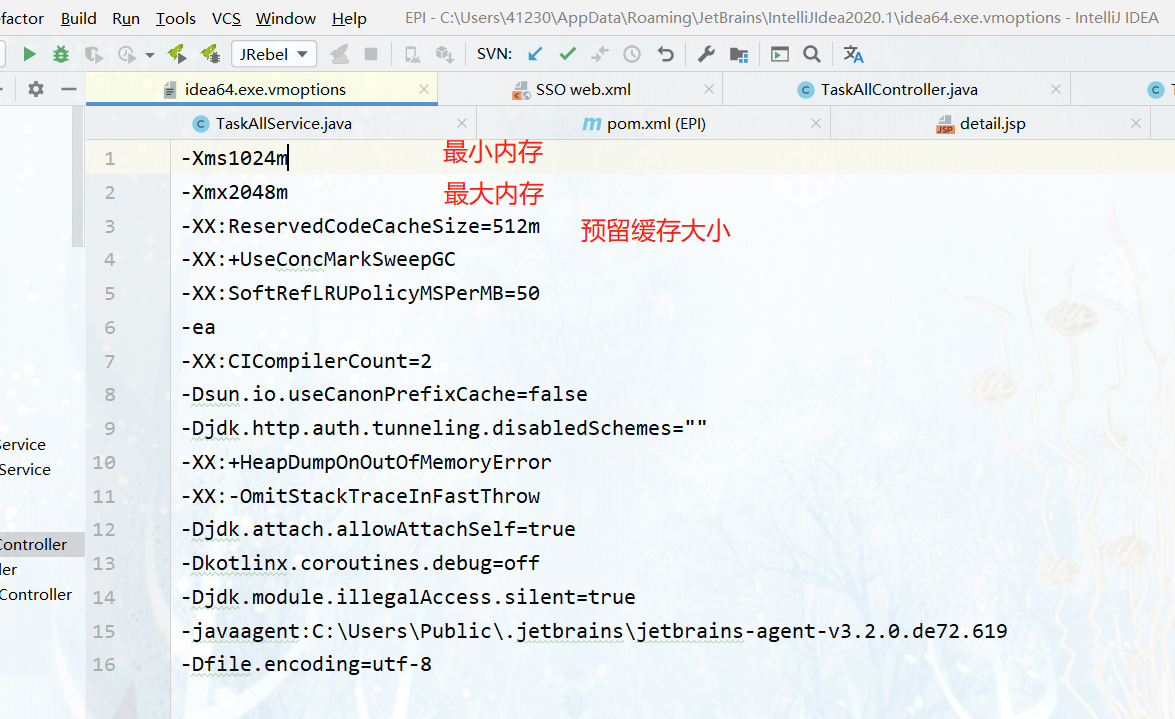 efactor Build Run Tools VCS Window Help EPI - C:\Users\41230\AppData\Roaming\JetBrains\IntelliJIdea2020.1\idea64.exe.vmoptions - IntelliJ IDEA
JRebel SVN:
idea64.exe.vmoptions SSO web.xml TaskAllController.java
TaskAllService.java pom.xml (EPI) detail.jsp
1 -Xms1024m 最小内存
2 -Xmx2048m 最大内存
3 -XX:ReservedCodeCacheSize=512m 预留缓存大小
4 -XX:+UseConcMarkSweepGC
5 -XX:SoftRefLRUPolicyMSPerMB=50
6 -ea
7 -XX:CICompilerCount=2
8 -Dsun.io.useCanonPrefixCache=false
9 -Djdk.http.auth.tunneling.disabledSchemes=""
ervice
10 -XX:+HeapDumpOnOutOfMemoryError
Service
11 -XX:-OmitStackTraceInFastThrow
12 -Djdk.attach.allowAttachSelf=true
Controller
13 -Dkotlinx.coroutines.debug=off
ler
14 -Djdk.module.illegalAccess.silent=true
Controller
15 -javaagent:C:\Users\Public\.jetbrains\jetbrains-agent-v3.2.0.de72.619
16 -Dfile.encoding=utf-8